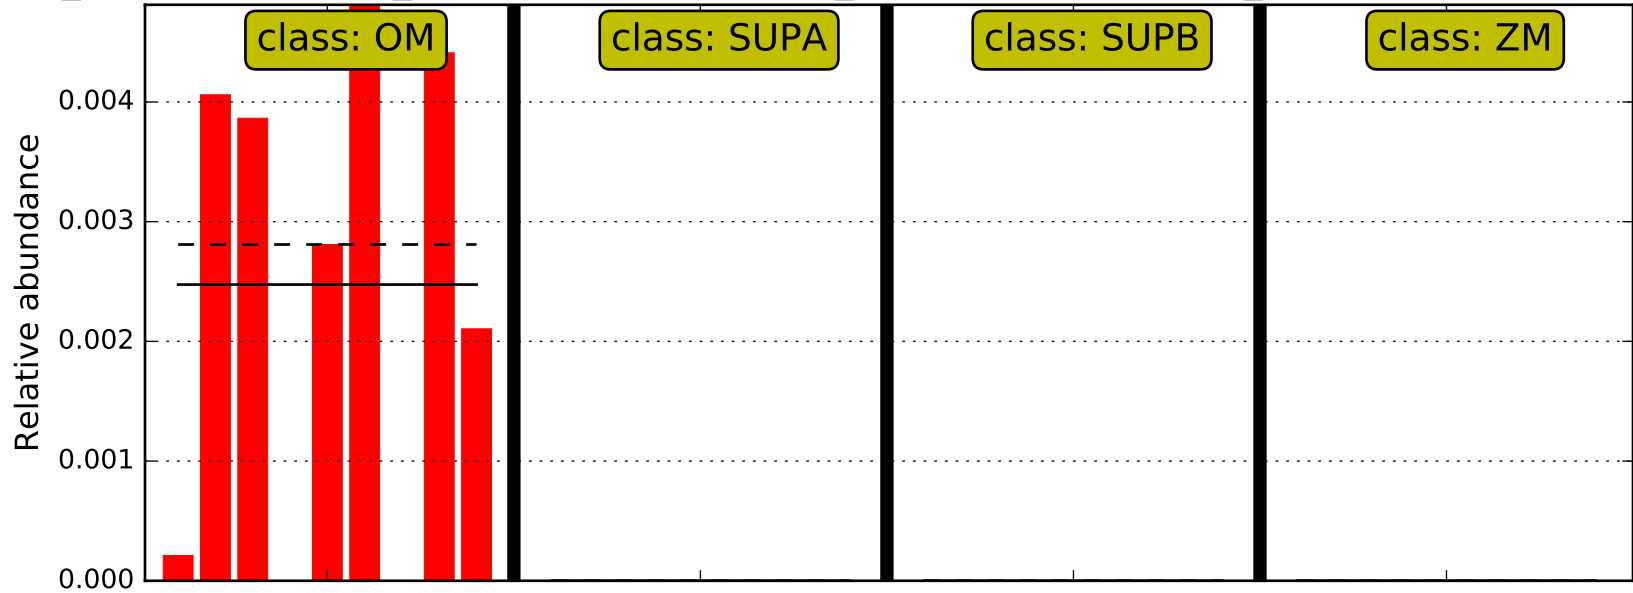 class: OM
class: SUPA
class: SUPB
class: ZM
Relative abundance
0.004
0.003
0.002
0.001
0.000